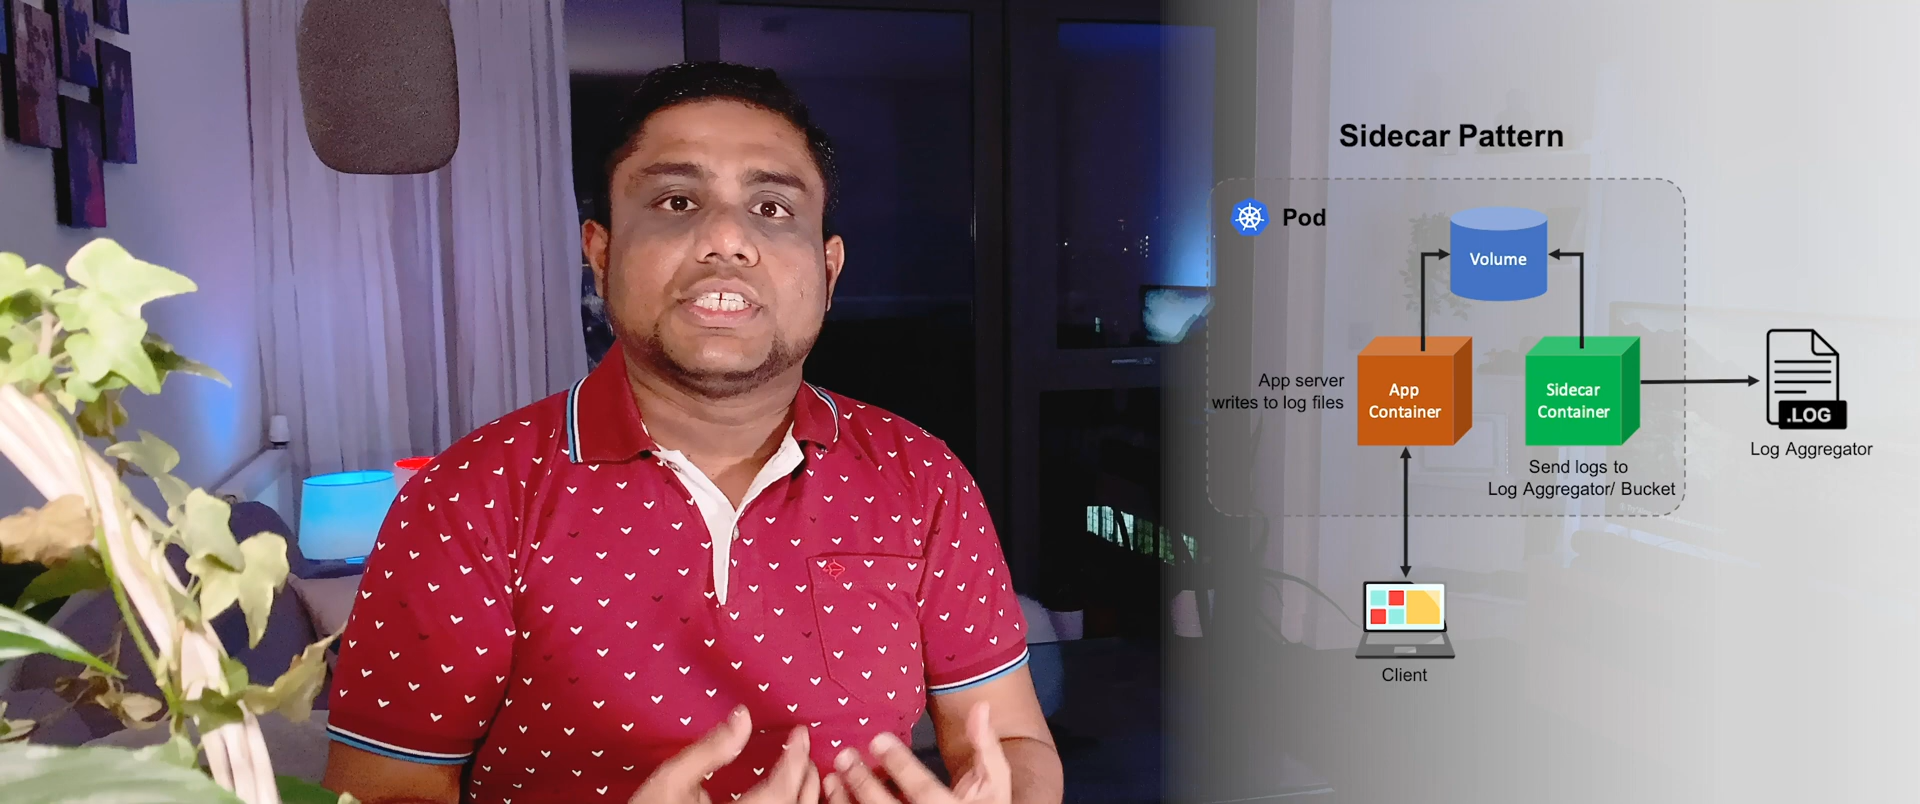 Sidecar Pattern
Pod
Volume
App server
writes to log files
App
Container
Sidecar
Container
.LOG
Log Aggregator
Send logs to
Log Aggregator/ Bucket
Client